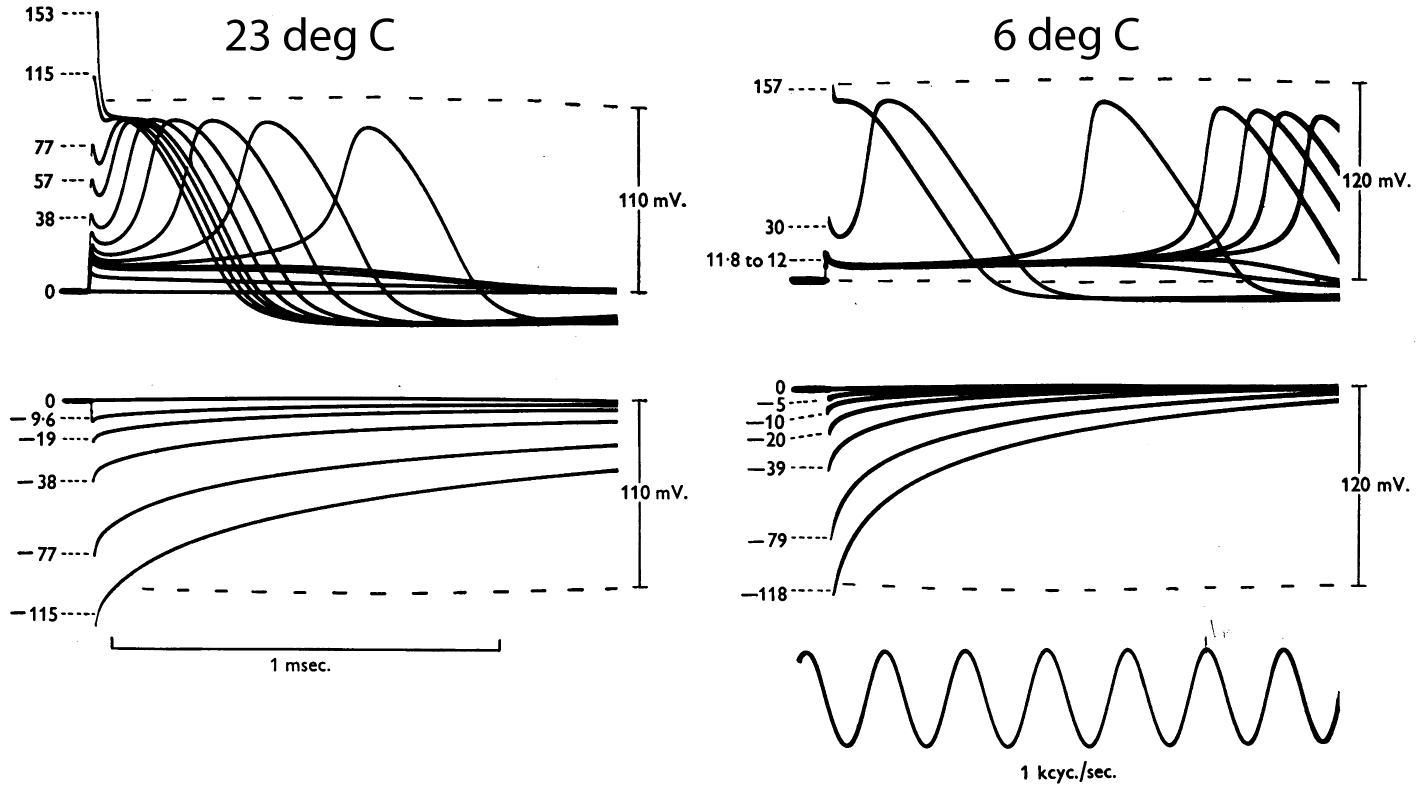 23 deg C
153
115
77
57
38
0
110 mV.
0
—9·6
—19
—38
—77
—115
110 mV.
1 msec.
6 deg C
157
30
11·8 to 12
120 mV.
0
—5
—10
—20
—39
—79
—118
120 mV.
1 kcyc./sec.